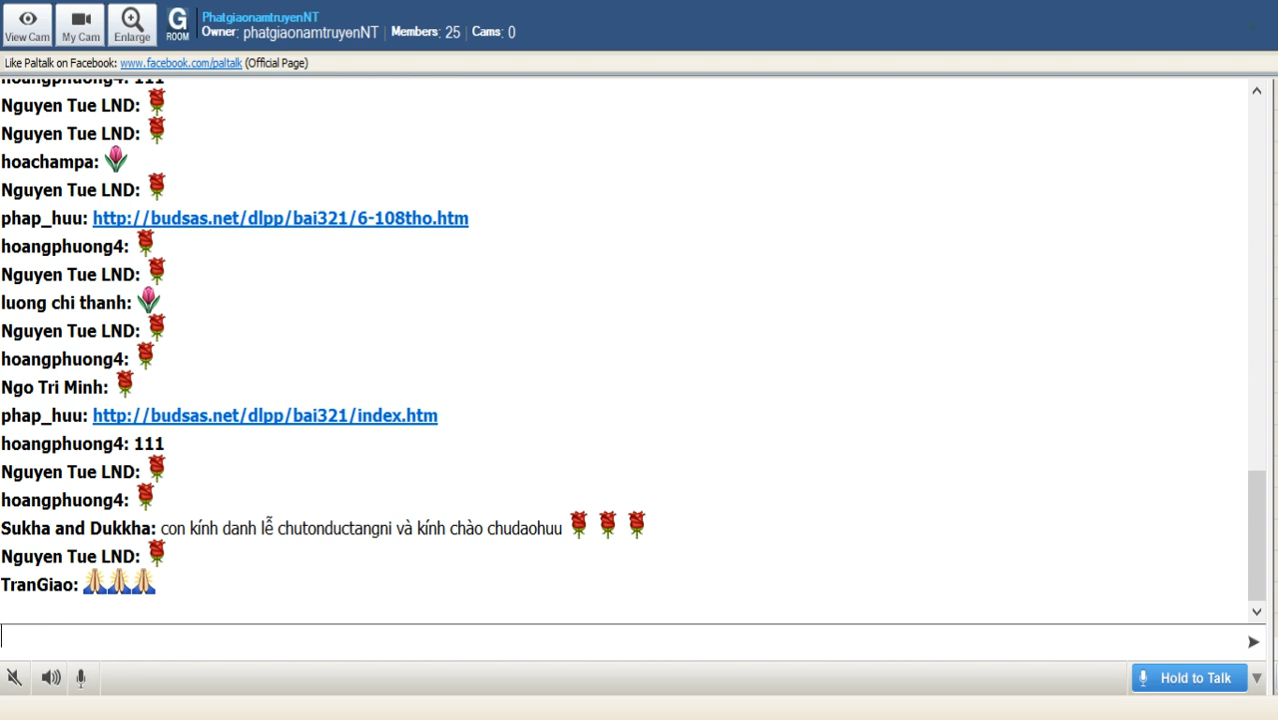 PhatgiaonamtruyenNT
Owner: phatgiaonamtruyenNT Members: 25 Cams: 0
View Cam My Cam Enlarge G ROOM
Like Paltalk on Facebook: www.facebook.com/paltalk (Official Page)
hoangphuong4: 111
Nguyen Tue LND:
Nguyen Tue LND:
hoachampa:
Nguyen Tue LND:
phap_huu: http://budsas.net/dlpp/bai321/6-108tho.htm
hoangphuong4:
Nguyen Tue LND:
luong chi thanh:
Nguyen Tue LND:
hoangphuong4:
Ngo Tri Minh:
phap_huu: http://budsas.net/dlpp/bai321/index.htm
hoangphuong4: 111
Nguyen Tue LND:
hoangphuong4:
Sukha and Dukkha: con kính danh lễ chutonductangni và kính chào chudaohuu
Nguyen Tue LND:
TranGiao:
Hold to Talk